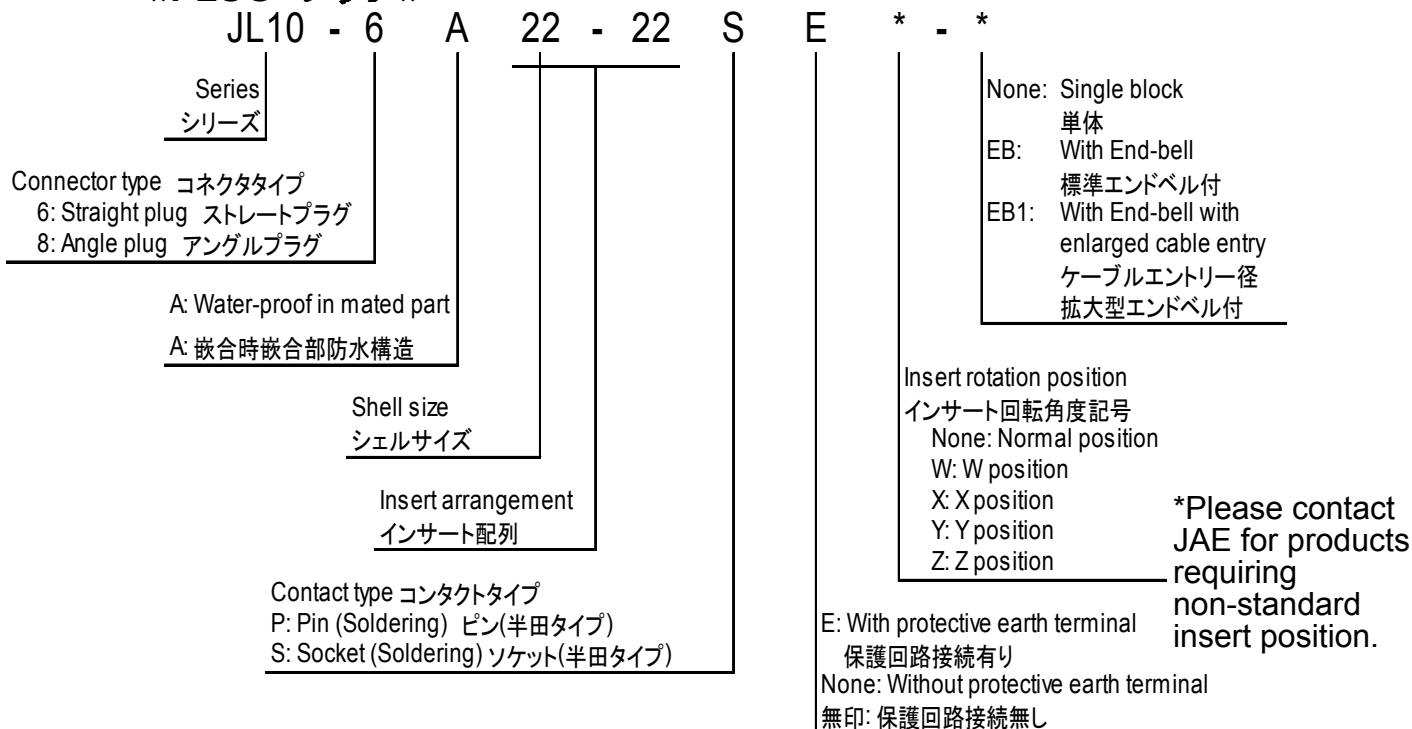 JL10 - 6 A 22 - 22 S E * - *
Series
シリーズ
Connector type コネクタタイプ
6: Straight plug ストレートプラグ
8: Angle plug アングルプラグ
A: Water-proof in mated part
A: 嵌合時嵌合部防水構造
Shell size
シェルサイズ
Insert arrangement
インサート配列
Contact type コンタクトタイプ
P: Pin (Soldering) ピン(半田タイプ)
S: Socket (Soldering) ソケット(半田タイプ)
None: Single block
単体
EB: With End-bell
標準エンドベル付
EB1: With End-bell with
enlarged cable entry
ケーブルエントリー径
拡大型エンドベル付
Insert rotation position
インサート回転角度記号
None: Normal position
W: W position
X: X position
Y: Y position
Z: Z position
*Please contact
JAE for products
requiring
non-standard
insert position.
E: With protective earth terminal
保護回路接続有り
None: Without protective earth terminal
無印: 保護回路接続無し